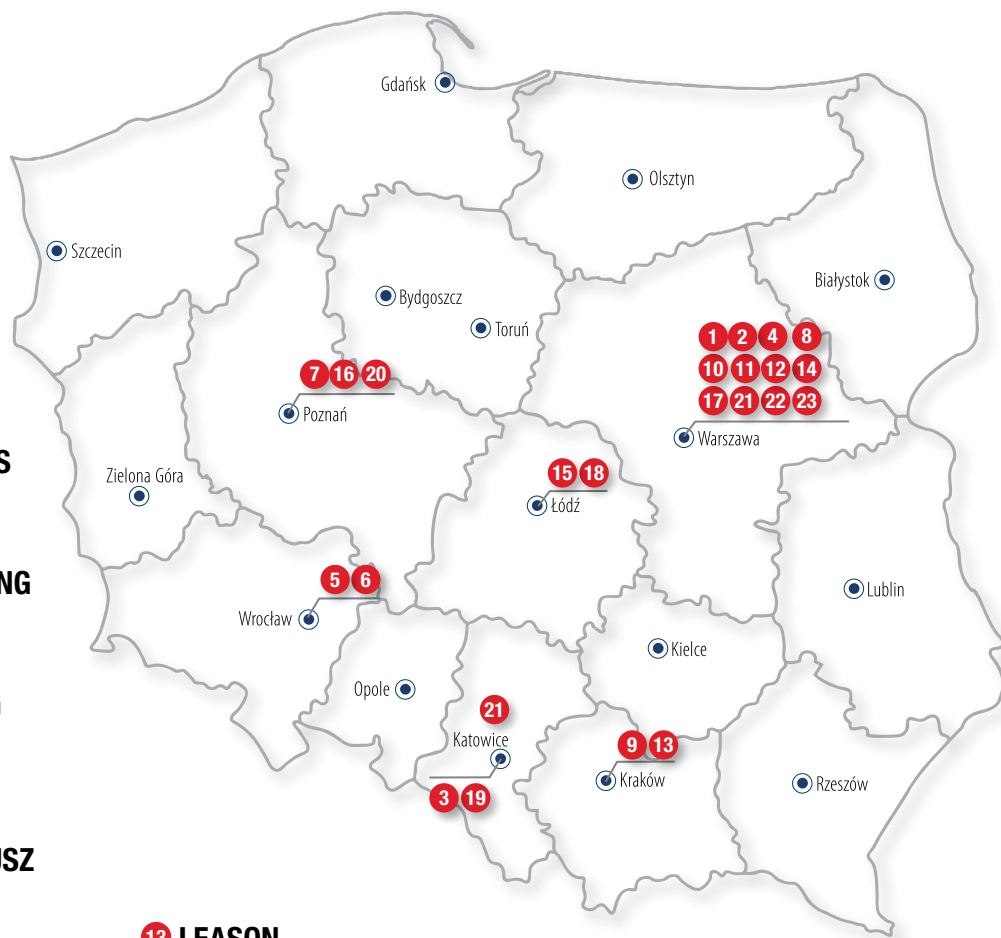 Gdańsk
Olsztyn
Szczecin
Białystok
Bydgoszcz
Toruń
1 2 4 8
10 11 12 14
17 21 22 23
Warszawa
7 16 20
Poznań
S
Zielona Góra
15 18
Łódź
NG
5 6
Wrocław
Lublin
Kielce
Opole
21
Katowice
3 19
9 13
Kraków
Rzeszów
USZ
13 LEASON